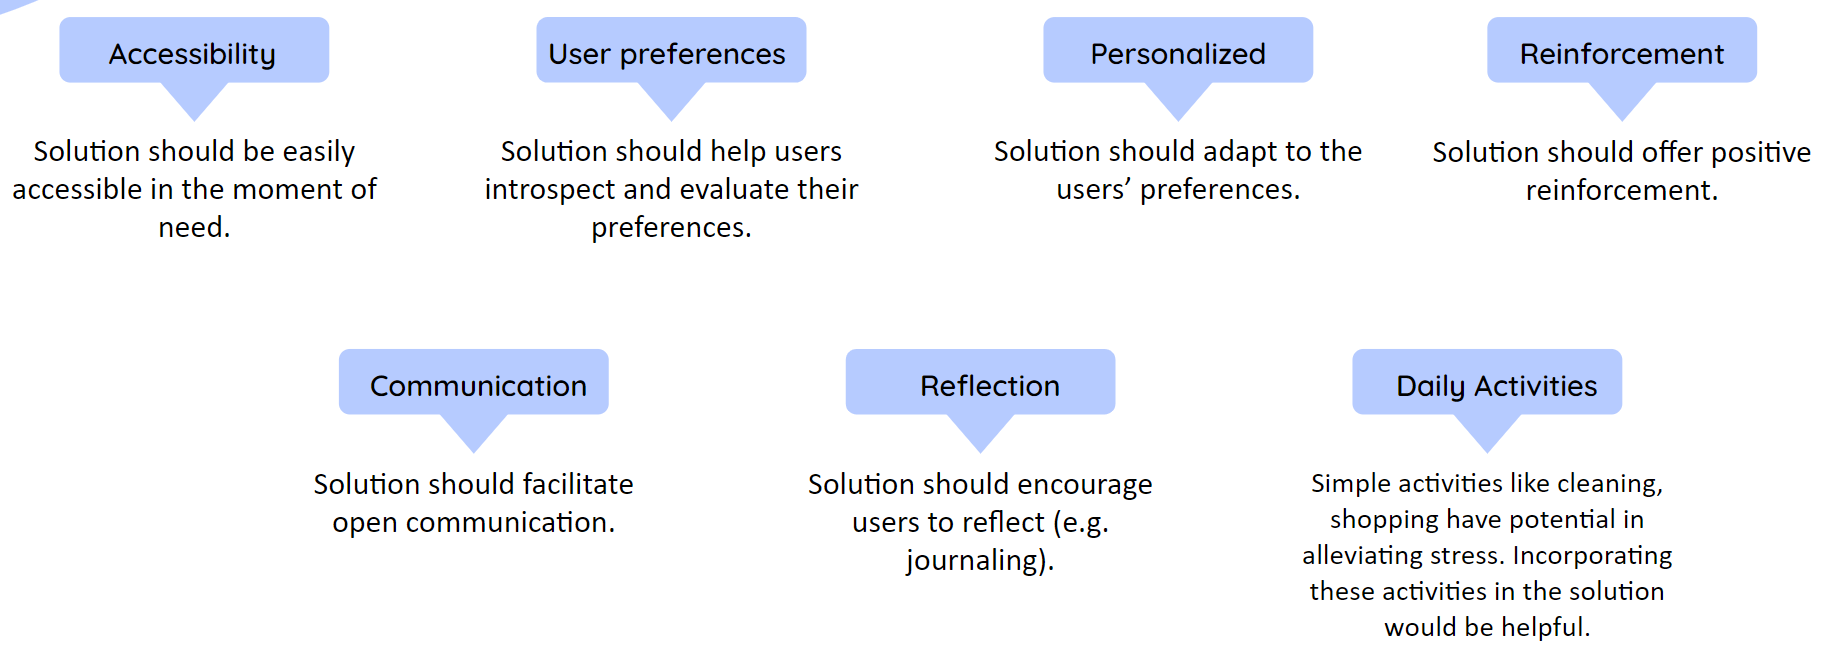 Accessibility
Solution should be easily
accessible in the moment of
need.
User preferences
Solution should help users
introspect and evaluate their
preferences.
Personalized
Solution should adapt to the
users’ preferences.
Reinforcement
Solution should offer positive
reinforcement.
Communication
Solution should facilitate
open communication.
Reflection
Solution should encourage
users to reflect (e.g.
journaling).
Daily Activities
Simple activities like cleaning,
shopping have potential in
alleviating stress. Incorporating
these activities in the solution
would be helpful.